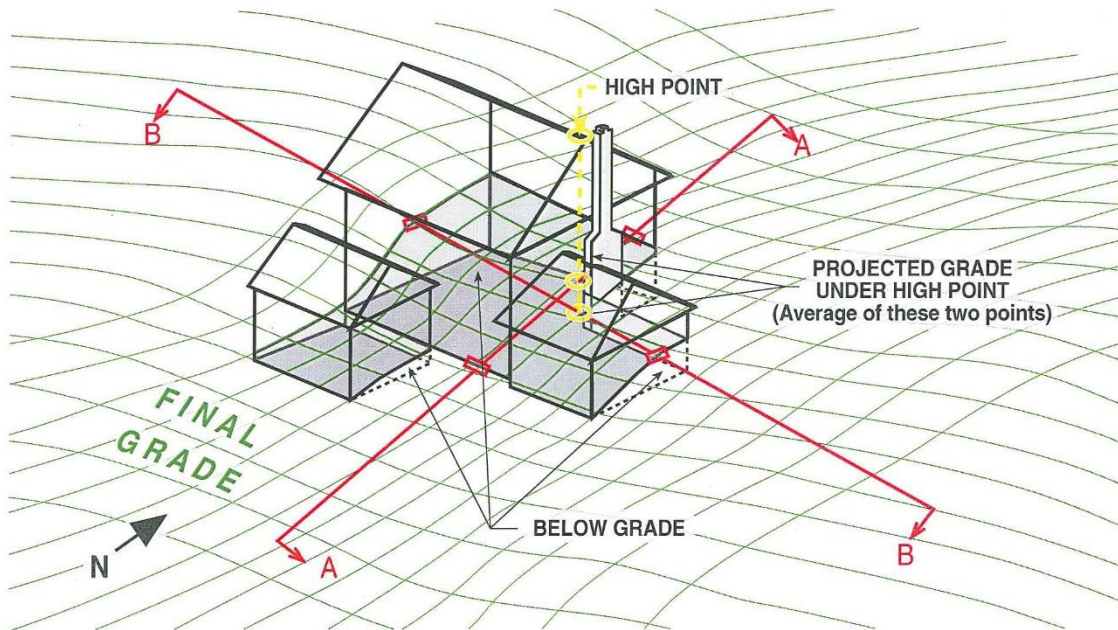 HIGH POINT
B
A
PROJECTED GRADE
UNDER HIGH POINT
(Average of these two points)
FINAL
GRADE
BELOW GRADE
N
A
B